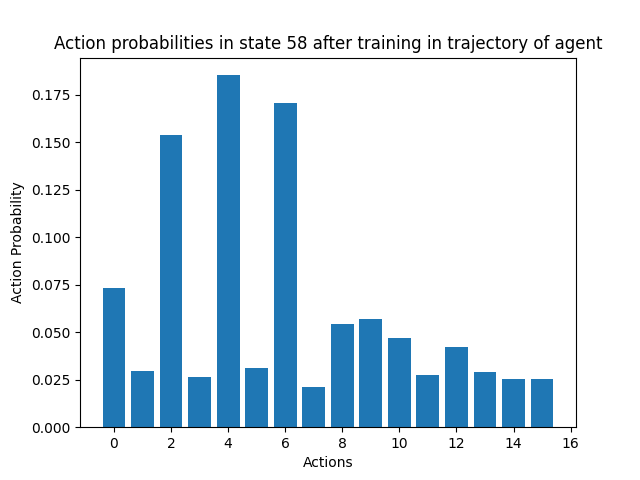 Action probabilities in state 58 after training in trajectory of agent
0.175
0.150
0.125
0.100
0.075
0.050
0.025
0.000
Action Probability
0 2 4 6 8 10 12 14 16
Actions